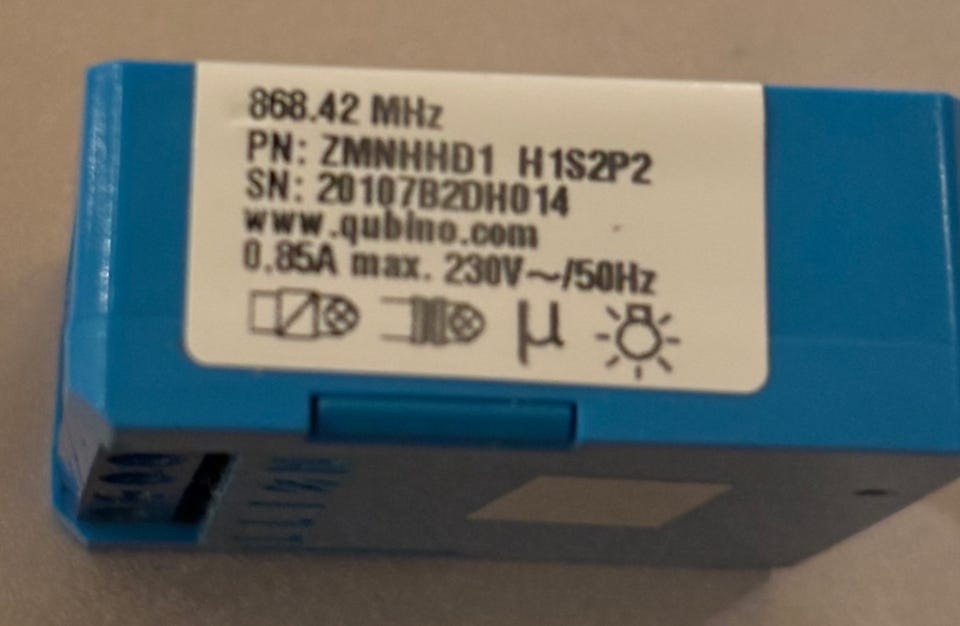 868.42 MHz
PN: ZMNHHD1 H1S2P2
SN: 20107B2DH014
www.qubino.com
0.85A max. 230V～/50Hz
μ